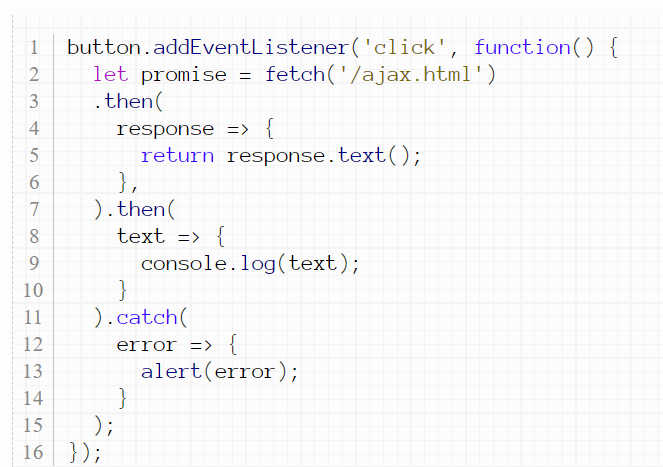 1 button.addEventListener('click', function() {
2 let promise = fetch('/ajax.html')
3 .then(
4 response => {
5 return response.text();
6 },
7 ).then(
8 text => {
9 console.log(text);
10 }
11 ).catch(
12 error => {
13 alert(error);
14 }
15 );
16 });